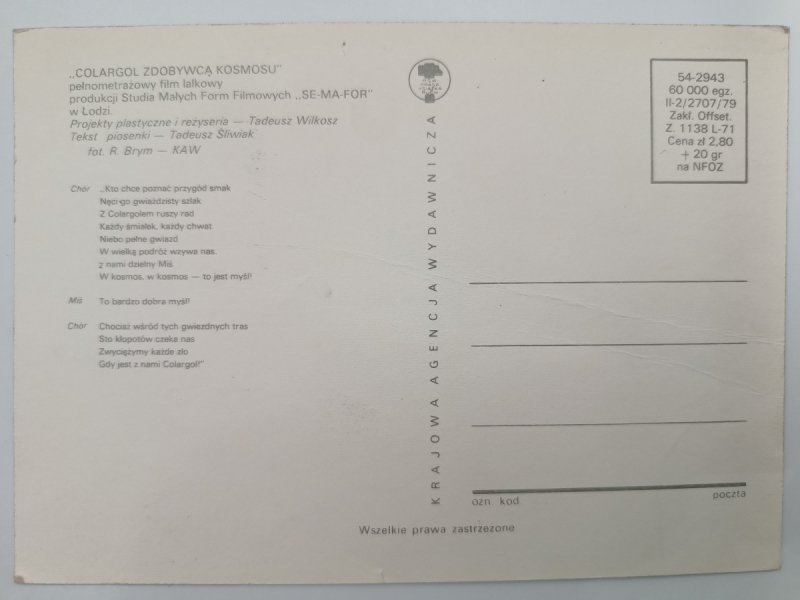 „COLARGOL ZDOBYWCĄ KOSMOSU"
pełnometrażowy film lalkowy
produkcji Studia Małych Form Filmowych „SE-MA-FOR"
w Łodzi.
Projekty plastyczne i reżyseria — Tadeusz Wilkosz
Tekst piosenki — Tadeusz Śliwiak
fot. R. Brym — KAW
Chór „Kto chce poznać przygód smak
Nęci go gwiaździsty szlak
Z Colargolem ruszy rad
Każdy śmiałek, każdy chwat.
Niebo pełne gwiazd
W wielką podróż wzywa nas.
z nami dzielny Miś
W kosmos, w kosmos — to jest myśl!
Miś To bardzo dobra myśl!
Chór Chociaż wśród tych gwiezdnych tras
Sto kłopotów czeka nas
Zwyciężymy każde zło
Gdy jest z nami Colargol!"
KRAJOWA AGENCJA WYDAWNICZA
54-2943
60 000 egz.
II-2/2707/79
Zakł. Offset.
Z. 1138 L-71
Cena zł 2,80
+ 20 gr
na NFOZ
ozn. kod. poczta
Wszelkie prawa zastrzeżone